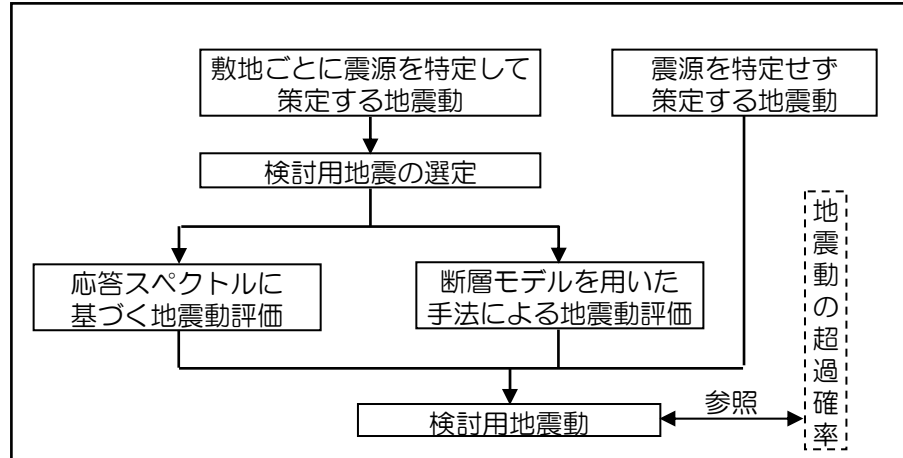 敷地ごとに震源を特定して
策定する地震動
震源を特定せず
策定する地震動
検討用地震の選定
応答スペクトルに
基づく地震動評価
断層モデルを用いた
手法による地震動評価
検討用地震動
参照
地震動の超過確率